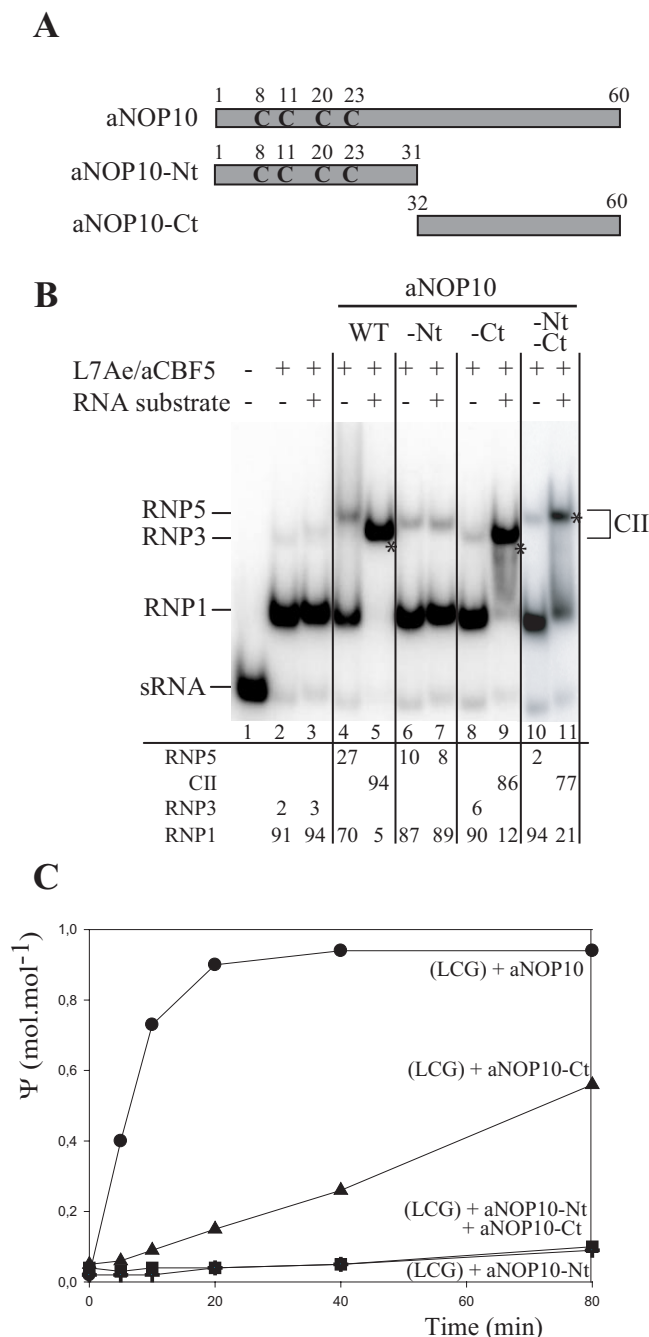 A
1 8 11 20 23 60
aNOP10 C C C C
1 8 11 20 23 31
aNOP10-Nt C C C C
32 60
aNOP10-Ct
B
aNOP10
WT -Nt -Ct -Nt -Ct
L7Ae/aCBF5 - + + + + + + + + + +
RNA substrate - - + - + - + - + - +
RNP5
RNP3
CII
* * *
RNP1
sRNA
1 2 3 4 5 6 7 8 9 10 11
RNP5 27 10 8 2
CII 94 86 77
RNP3 2 3 6
RNP1 91 94 70 5 87 89 90 12 94 21
C
1,0
0,8
0,6
0,4
0,2
0,0
Ψ (mol.mol-1)
(LCG) + aNOP10
(LCG) + aNOP10-Ct
(LCG) + aNOP10-Nt
+ aNOP10-Ct
(LCG) + aNOP10-Nt
0 20 40 60 80
Time (min)